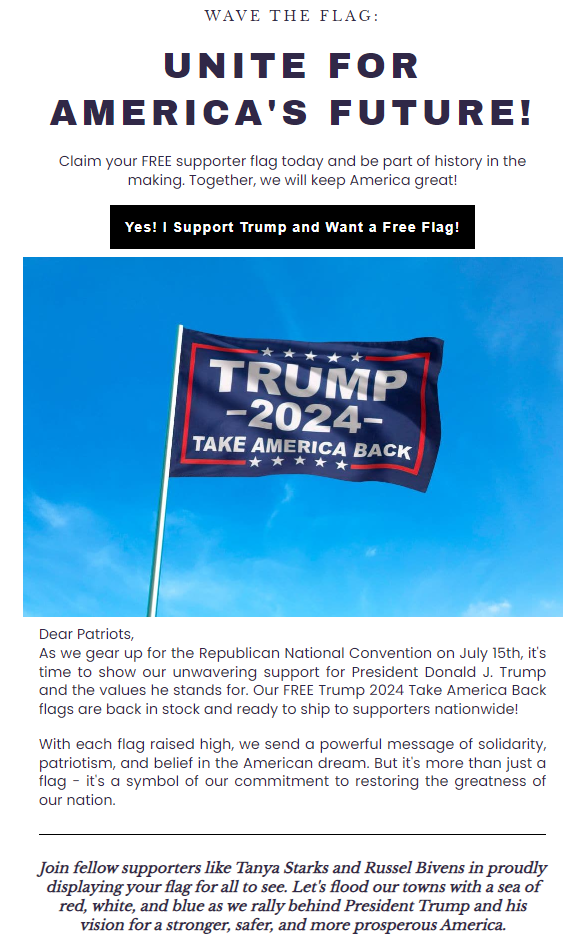 WAVE THE FLAG:
UNITE FOR
AMERICA'S FUTURE!
Claim your FREE supporter flag today and be part of history in the
making. Together, we will keep America great!
Yes! I Support Trump and Want a Free Flag!
TRUMP
-2024-
TAKE AMERICA BACK
Dear Patriots,
As we gear up for the Republican National Convention on July 15th, it's
time to show our unwavering support for President Donald J. Trump
and the values he stands for. Our FREE Trump 2024 Take America Back
flags are back in stock and ready to ship to supporters nationwide!
With each flag raised high, we send a powerful message of solidarity,
patriotism, and belief in the American dream. But it's more than just a
flag - it's a symbol of our commitment to restoring the greatness of
our nation.
Join fellow supporters like Tanya Starks and Russel Bivens in proudly
displaying your flag for all to see. Let's flood our towns with a sea of
red, white, and blue as we rally behind President Trump and his
vision for a stronger, safer, and more prosperous America.